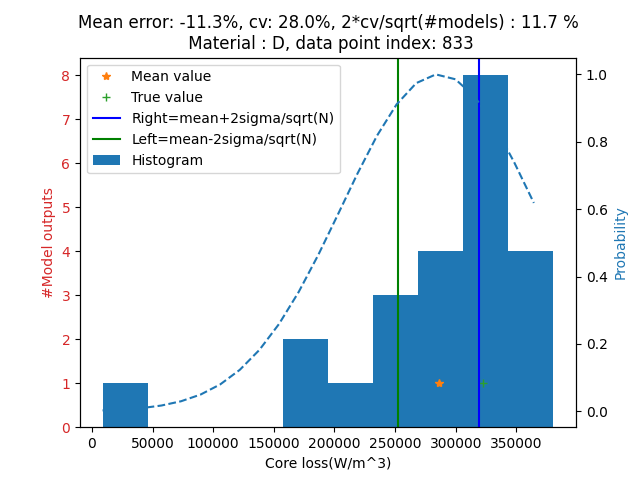 Mean error: -11.3%, cv: 28.0%, 2*cv/sqrt(#models) : 11.7 %
Material : D, data point index: 833
Mean value
True value
Right=mean+2sigma/sqrt(N)
Left=mean-2sigma/sqrt(N)
Histogram
8
7
6
5
4
3
2
1
0
#Model outputs
1.0
0.8
0.6
0.4
0.2
0.0
Probability
0 50000 100000 150000 200000 250000 300000 350000
Core loss(W/m^3)